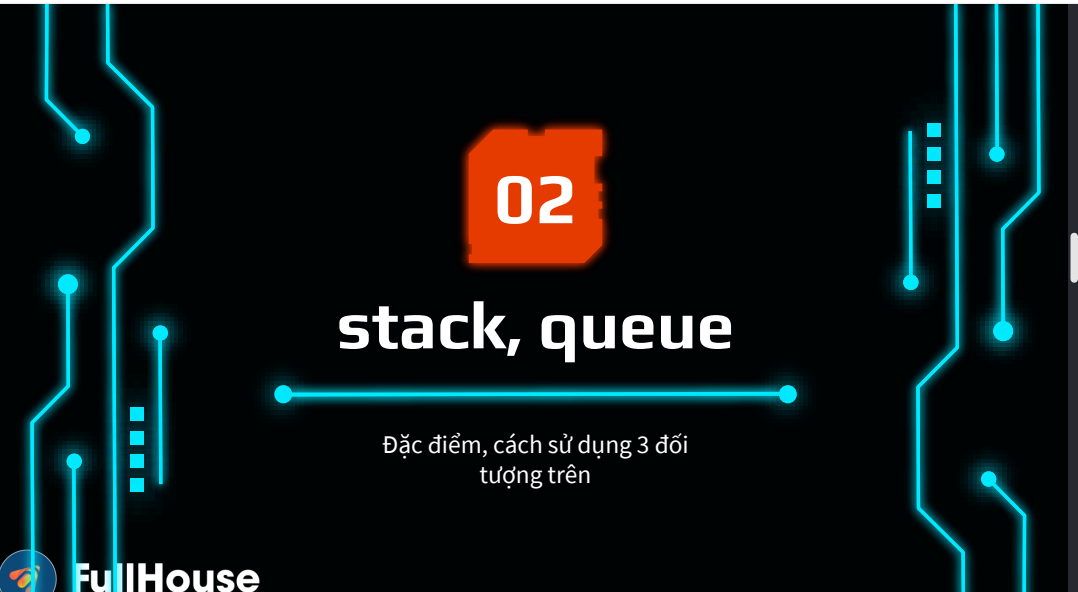 02
stack, queue
Đặc điểm, cách sử dụng 3 đối
tượng trên
FullHouse